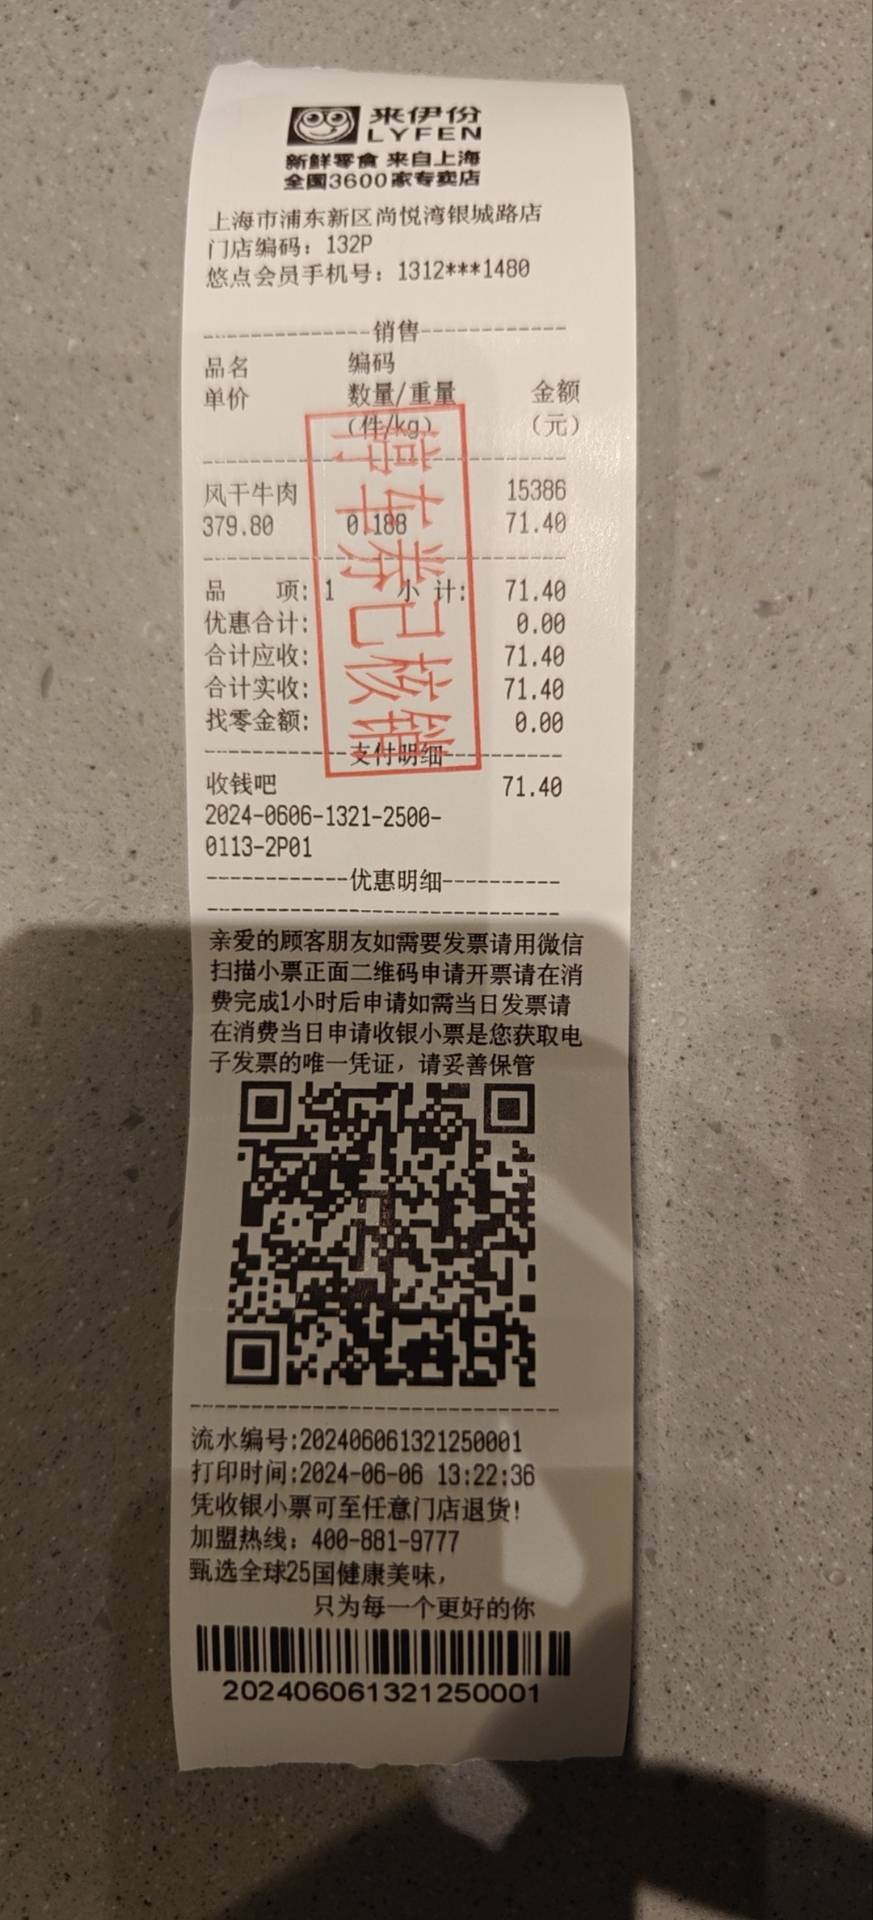 来伊份
LYFEN
新鲜零食 来自上海
全国3600家专卖店
上海市浦东新区尚悦湾银城路店
门店编码：132P
悠点会员手机号：1312***1480
--------------销售------------
品名 编码
单价 数量/重量 金额
（件/kg） （元）
风干牛肉 15386
379.80 0.188 71.40
品 项: 1 小 计: 71.40
优惠合计: 0.00
合计应收: 71.40
合计实收: 71.40
找零金额: 0.00
------------支付明细----------
收钱吧 71.40
2024-0606-1321-2500-
0113-2P01
------------优惠明细----------
亲爱的顾客朋友如需要发票请用微信
扫描小票正面二维码申请开票请在消
费完成1小时后申请如需当日发票请
在消费当日申请收银小票是您获取电
子发票的唯一凭证，请妥善保管
流水编号:202406061321250001
打印时间:2024-06-06 13:22:36
凭收银小票可至任意门店退货!
加盟热线：400-881-9777
甄选全球25国健康美味，
只为每一个更好的你
202406061321250001
停车券已核销